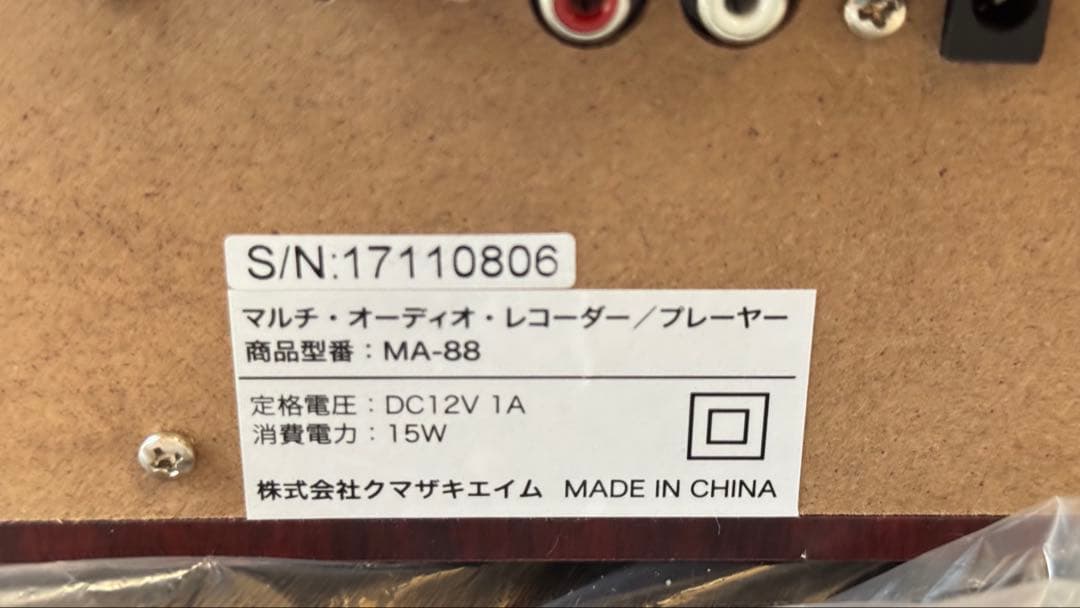 S/N:17110806
マルチ・オーディオ・レコーダー／プレーヤー
商品型番：MA-88
定格電圧：DC12V 1A
消費電力：15W
株式会社クマザキエイム MADE IN CHINA